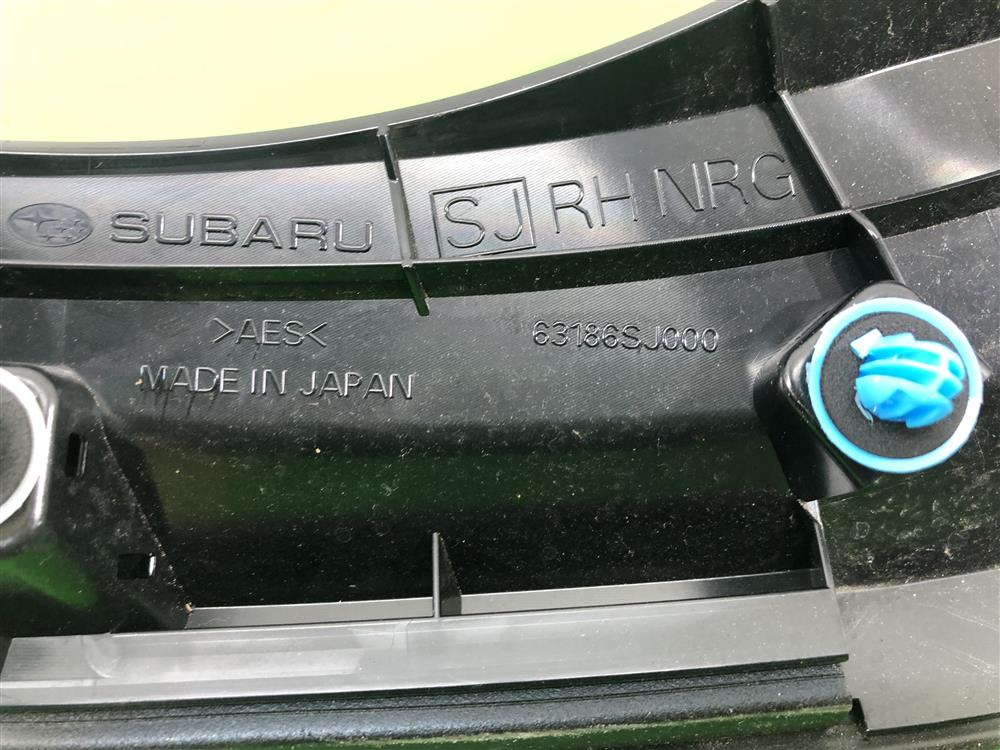 SUBARU
SJ RH NRG
>AES<
63186SJ000
MADE IN JAPAN